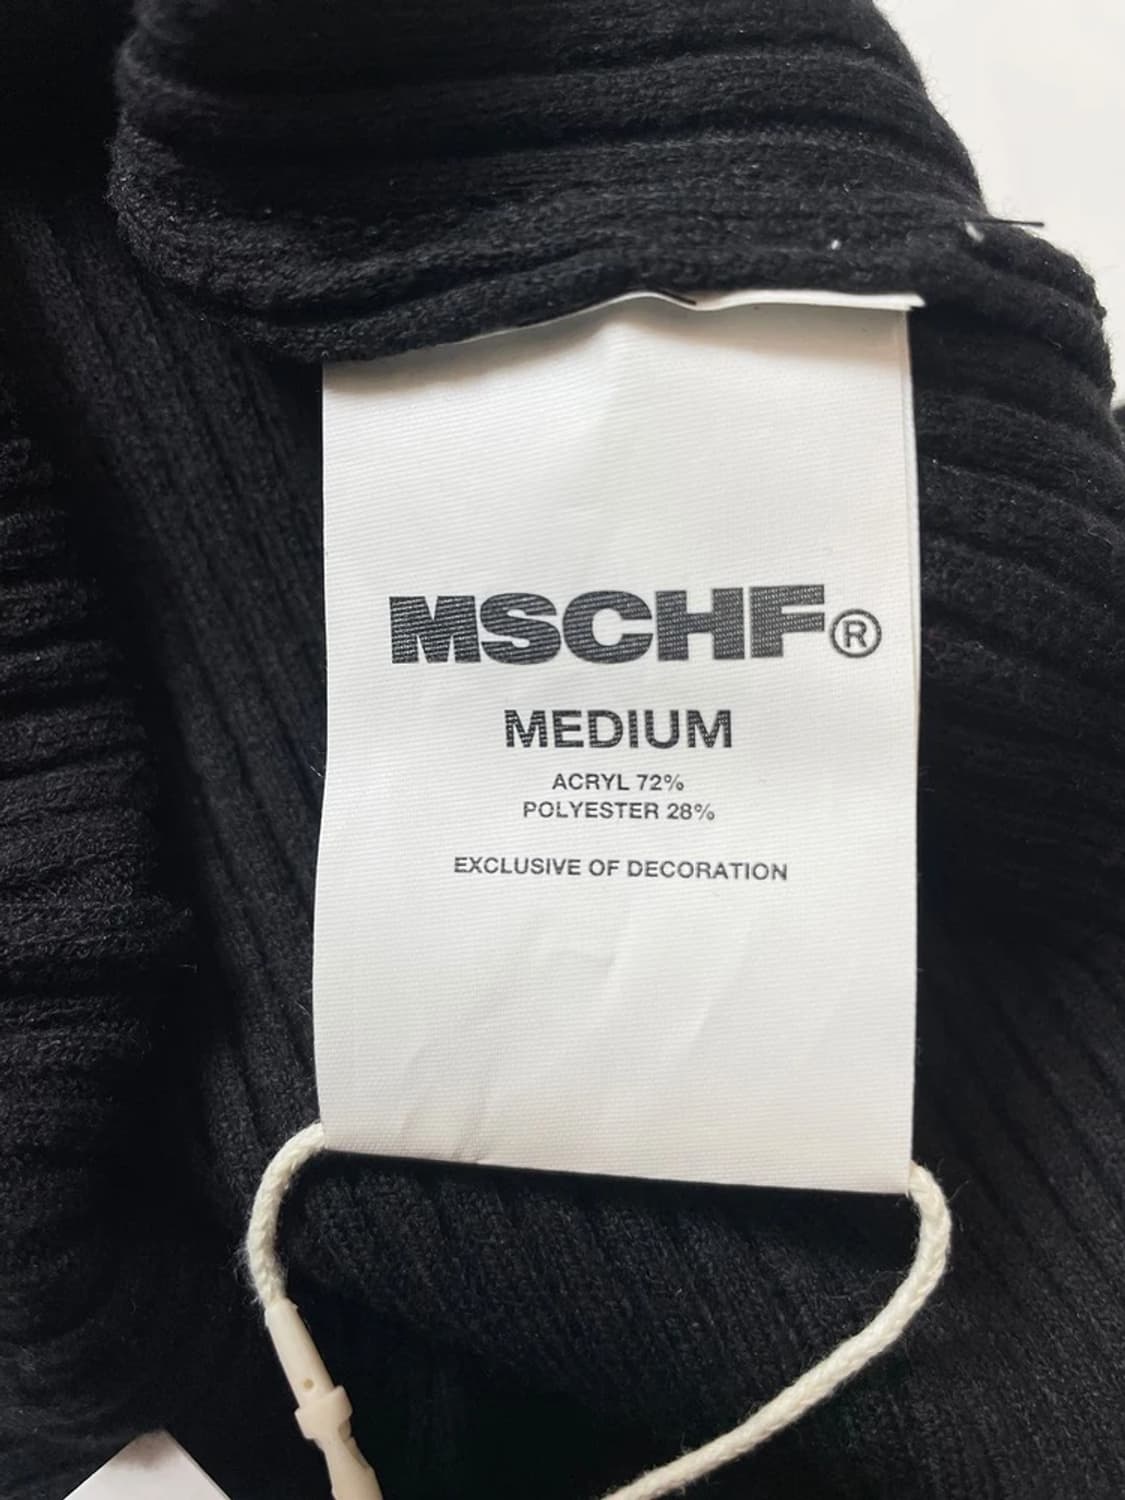 MSCHF®
MEDIUM
ACRYL 72%
POLYESTER 28%
EXCLUSIVE OF DECORATION